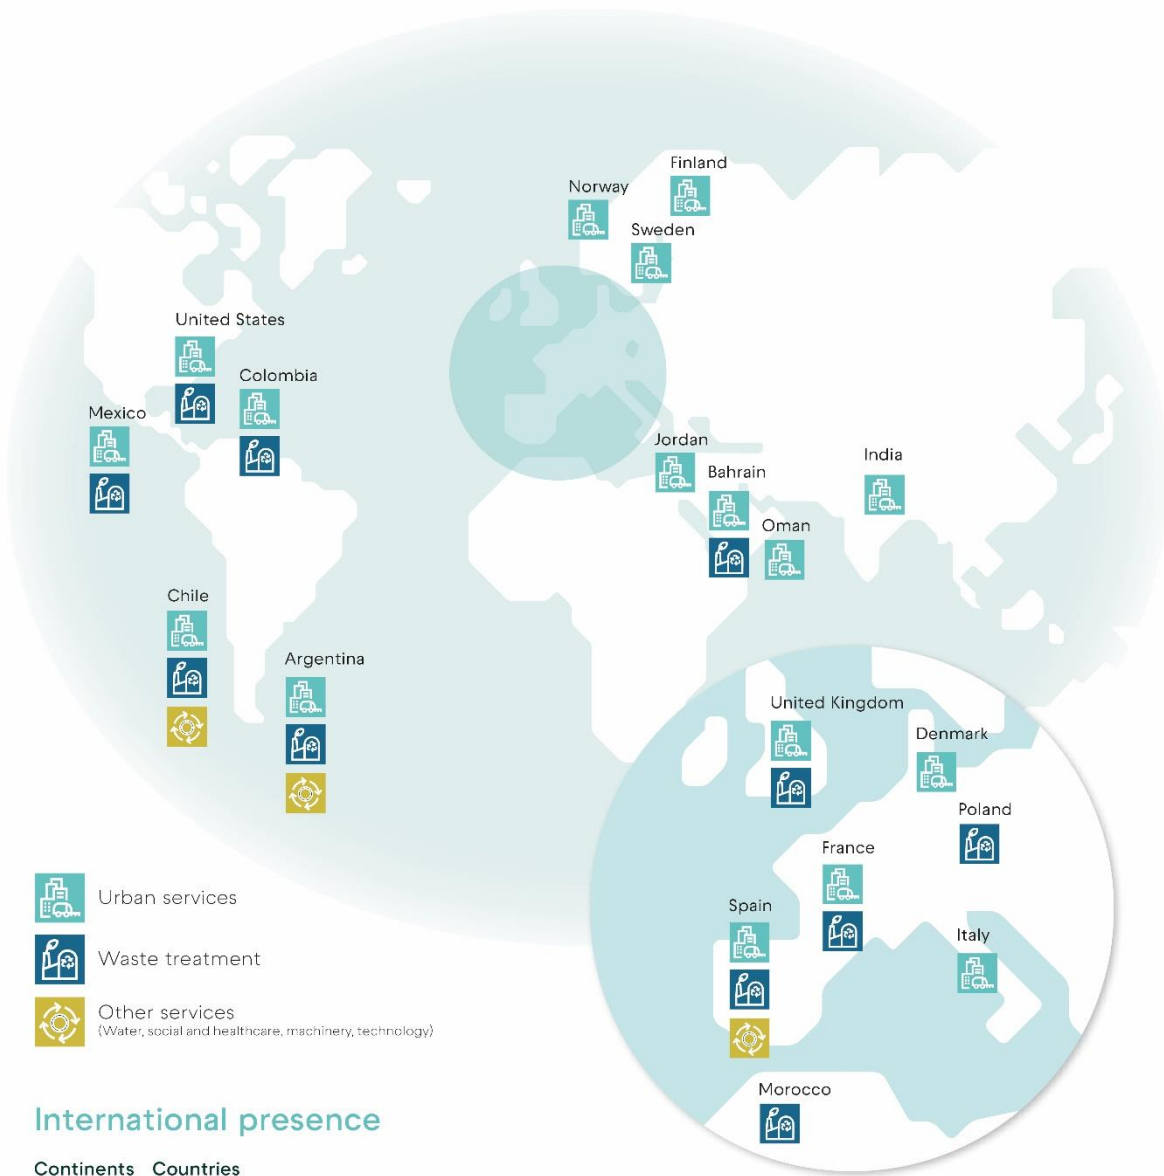 Finland
Norway
Sweden
United States
Colombia
Mexico
Jordan
India
Bahrain
Oman
Chile
Argentina
United Kingdom
Denmark
Poland
France
Spain
Italy
Morocco
Urban services
Waste treatment
Other services
(Water, social and healthcare, machinery, technology)
International presence
Continents Countries